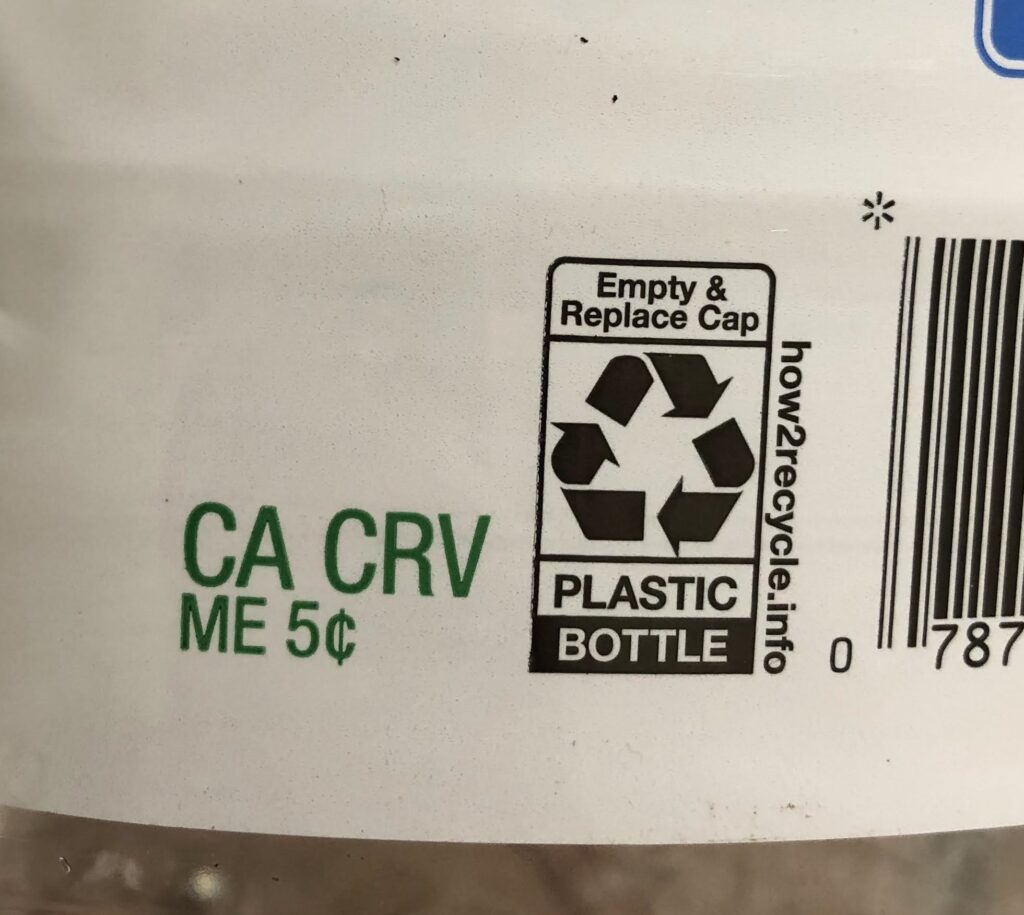 Empty &
Replace Cap
how2recycle.info
CA CRV
ME 5¢
PLASTIC
BOTTLE
0 787